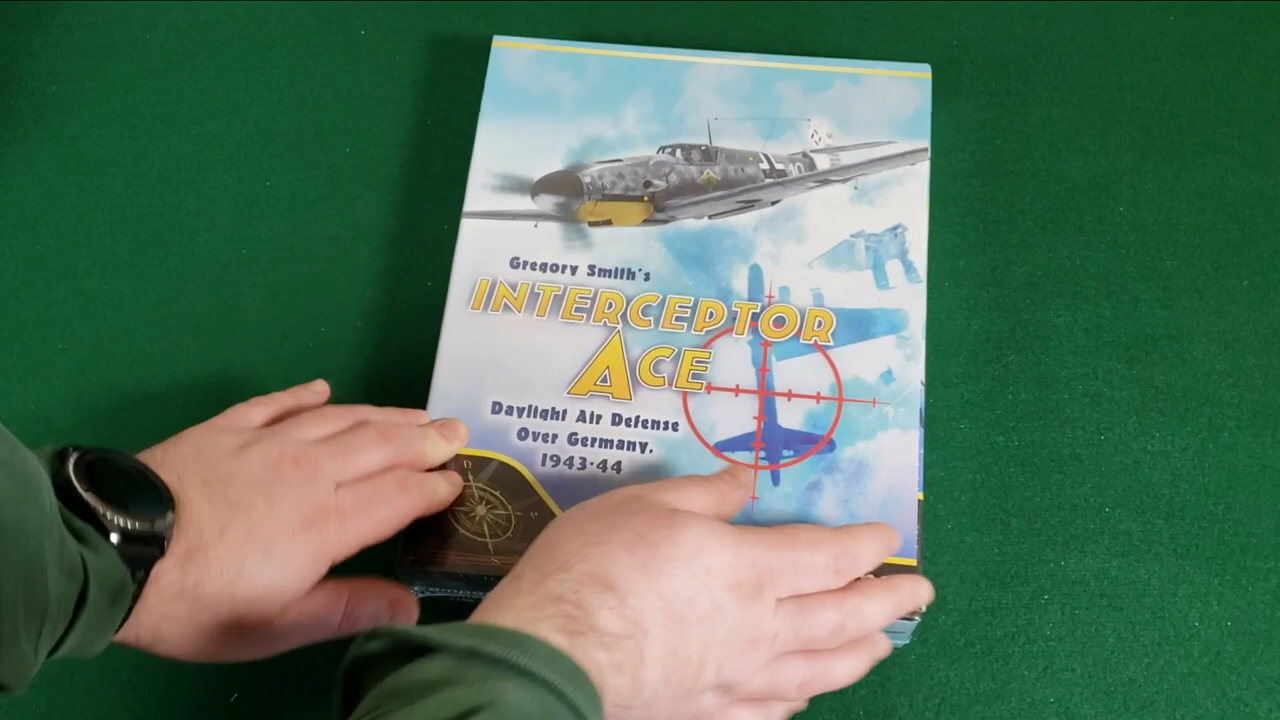 Gregory Smith's
INTERCEPTOR
ACE
Daylight Air Defense
Over Germany,
1943-44